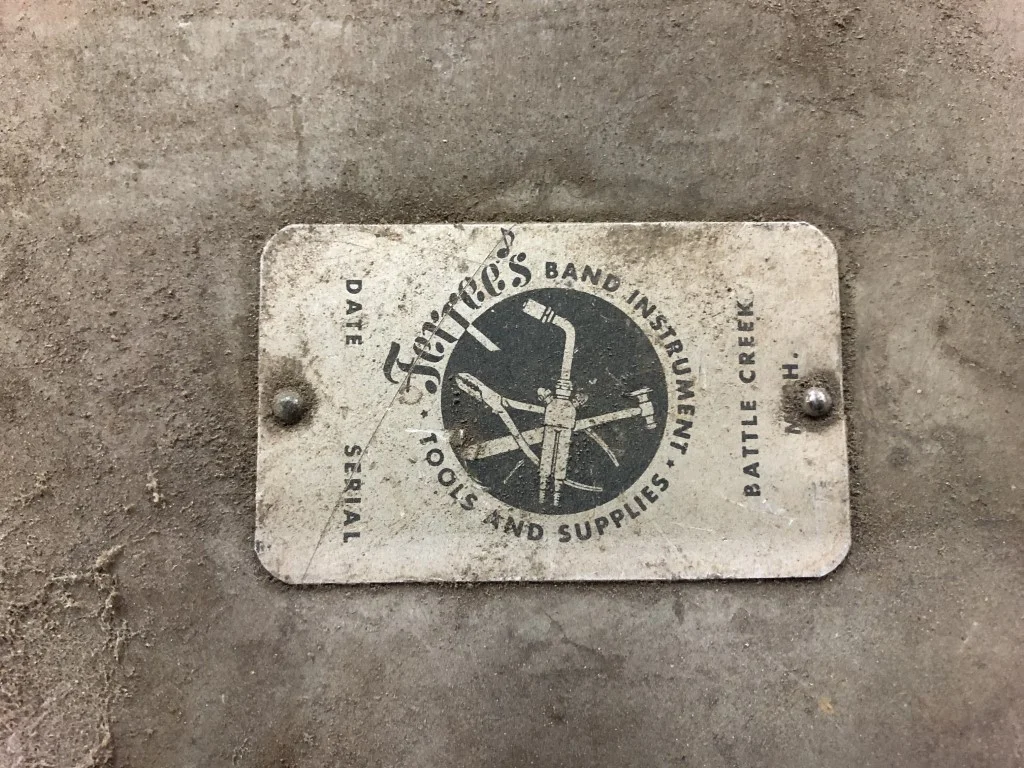 Ferree's BAND INSTRUMENT
TOOLS AND SUPPLIES
BATTLE CREEK
DATE
SERIAL